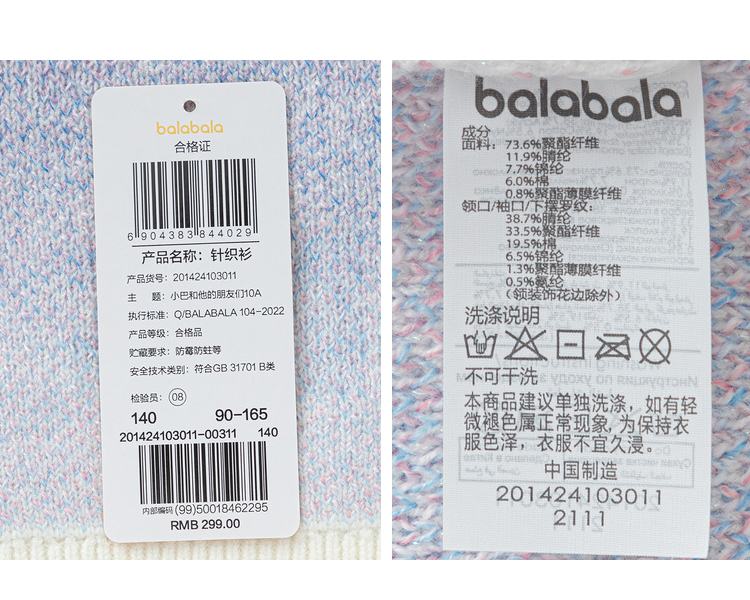 balabala
合格证
6 904383 844029
产品名称：针织衫
产品货号：201424103011
主 题：小巴和他的朋友们10A
执行标准：Q/BALABALA 104-2022
产品等级：合格品
贮藏要求：防霉防蛀等
安全技术类别：符合GB 31701 B类
检验员：08
140 90-165
201424103011-00311 140
内部编码 (99)50018462295
RMB 299.00
balabala
成分
面料：73.6%聚酯纤维
11.9%腈纶
7.7%锦纶
6.0%棉
0.8%聚酯薄膜纤维
领口/袖口/下摆罗纹：
38.7%腈纶
33.5%聚酯纤维
19.5%棉
6.5%锦纶
1.3%聚酯薄膜纤维
0.5%氨纶
（领装饰花边除外）
洗涤说明
不可干洗
本商品建议单独洗涤，如有轻
微褪色属正常现象，为保持衣
服色泽，衣服不宜久浸。
中国制造
201424103011
2111